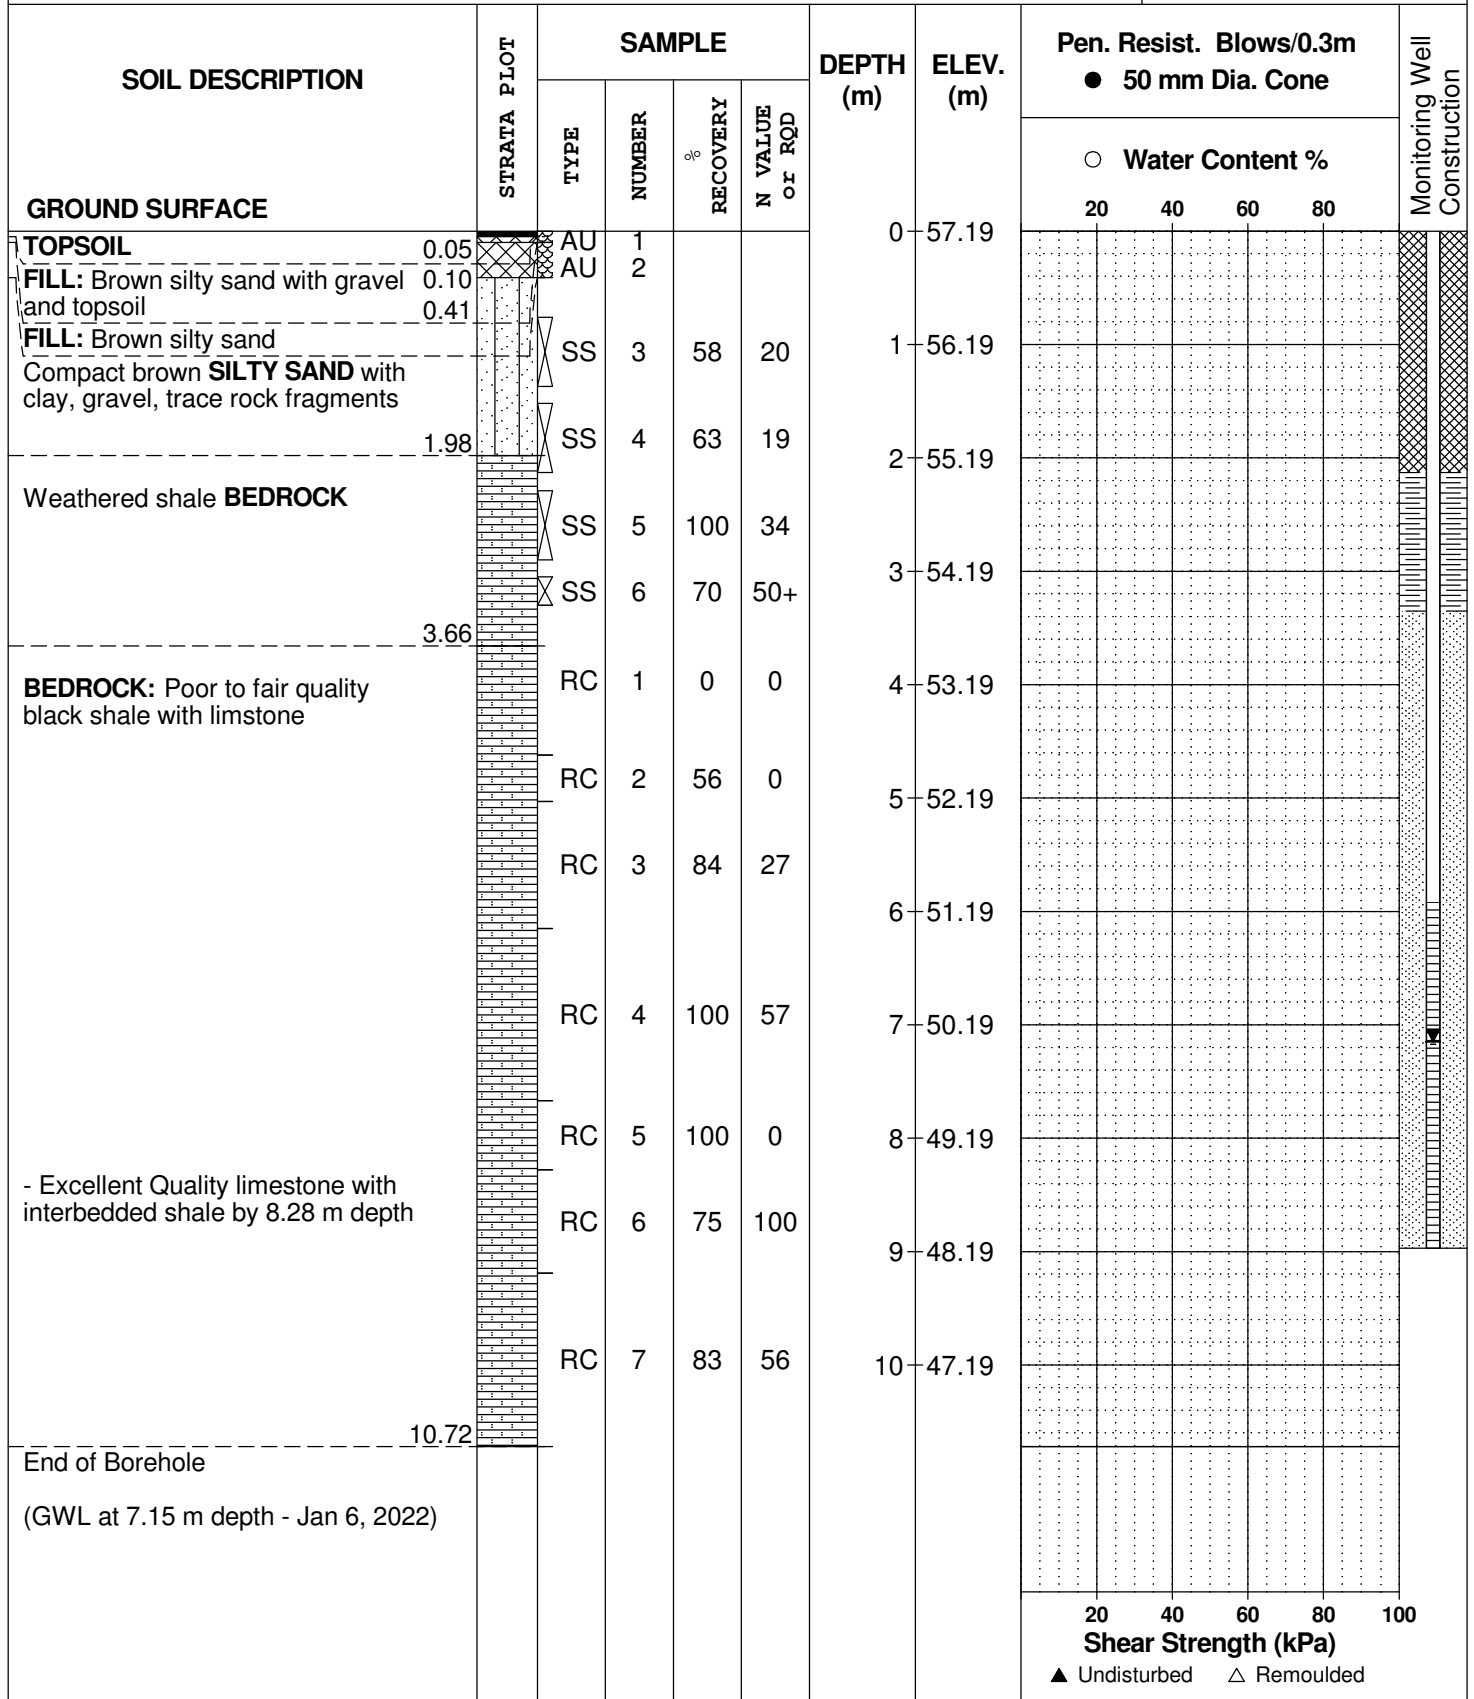 SOIL DESCRIPTION
GROUND SURFACE
STRATA PLOT
SAMPLE
TYPE
NUMBER
% RECOVERY
N VALUE or RQD
DEPTH (m)
ELEV. (m)
Pen. Resist. Blows/0.3m
● 50 mm Dia. Cone
○ Water Content %
20 40 60 80
Monitoring Well
Construction
0 57.19
TOPSOIL 0.05 AU 1
FILL: Brown silty sand with gravel 0.10 AU 2
and topsoil 0.41
FILL: Brown silty sand
SS 3 58 20 1 56.19
Compact brown SILTY SAND with
clay, gravel, trace rock fragments
1.98 SS 4 63 19
2 55.19
Weathered shale BEDROCK
SS 5 100 34
3 54.19
SS 6 70 50+
3.66
RC 1 0 0 4 53.19
BEDROCK: Poor to fair quality
black shale with limstone
RC 2 56 0
5 52.19
RC 3 84 27
6 51.19
RC 4 100 57
7 50.19
RC 5 100 0 8 49.19
- Excellent Quality limestone with
interbedded shale by 8.28 m depth
RC 6 75 100
9 48.19
RC 7 83 56 10 47.19
10.72
End of Borehole
(GWL at 7.15 m depth - Jan 6, 2022)
20 40 60 80 100
Shear Strength (kPa)
▲ Undisturbed △ Remoulded